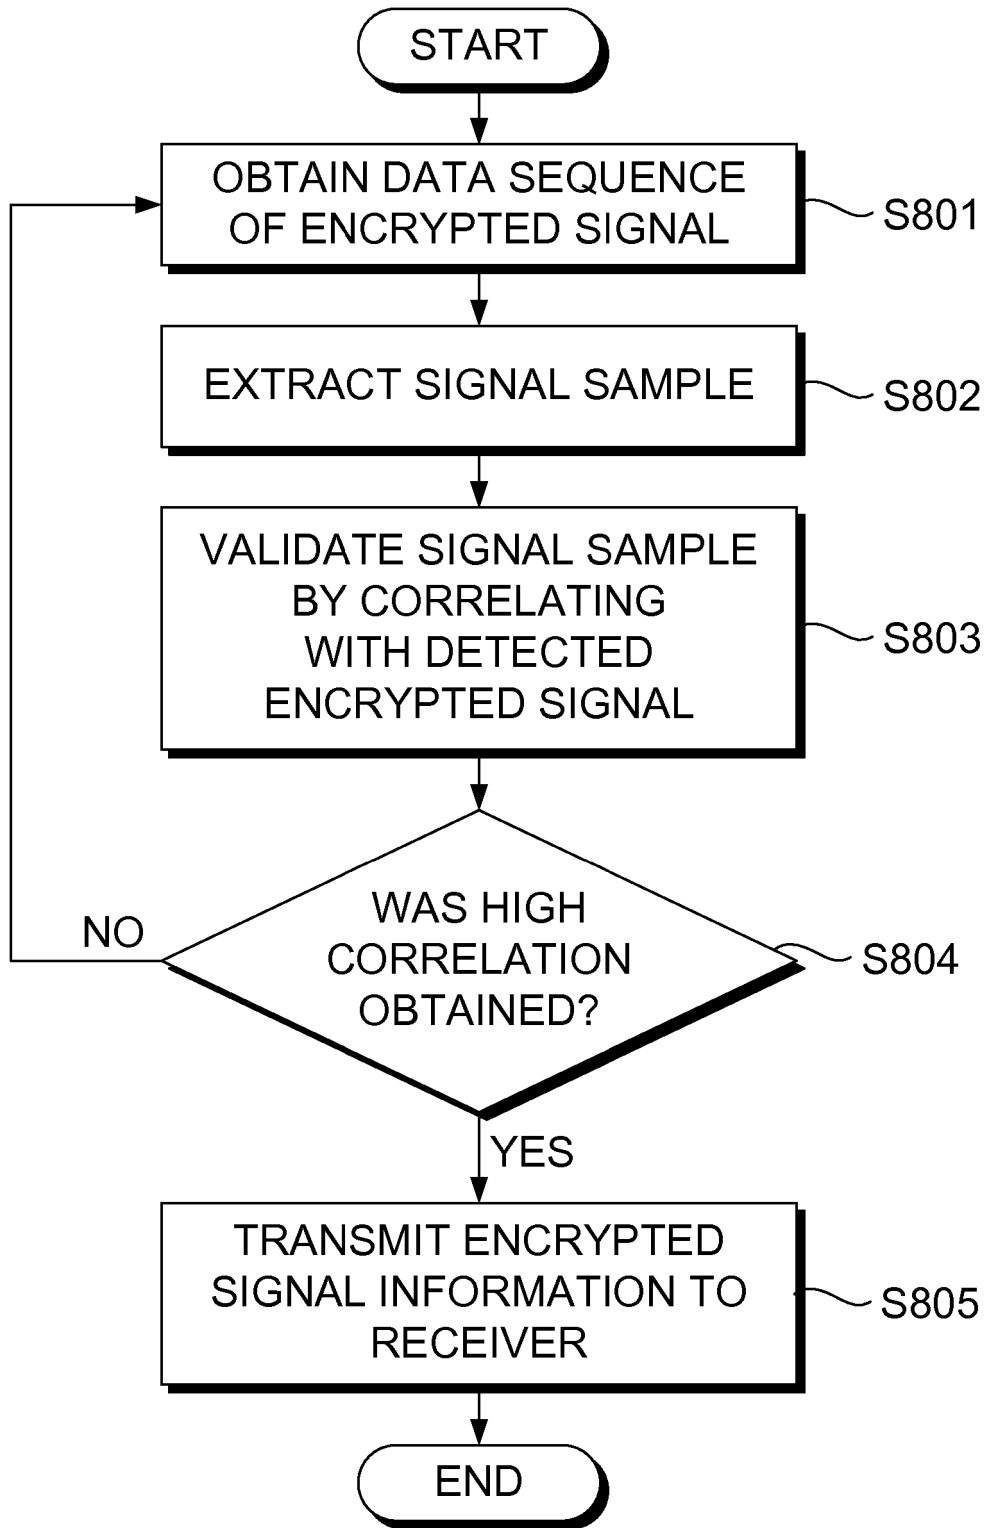 START
OBTAIN DATA SEQUENCE
OF ENCRYPTED SIGNAL
S801
EXTRACT SIGNAL SAMPLE
S802
VALIDATE SIGNAL SAMPLE
BY CORRELATING
WITH DETECTED
ENCRYPTED SIGNAL
S803
WAS HIGH
CORRELATION
OBTAINED?
S804
NO
YES
TRANSMIT ENCRYPTED
SIGNAL INFORMATION TO
RECEIVER
S805
END